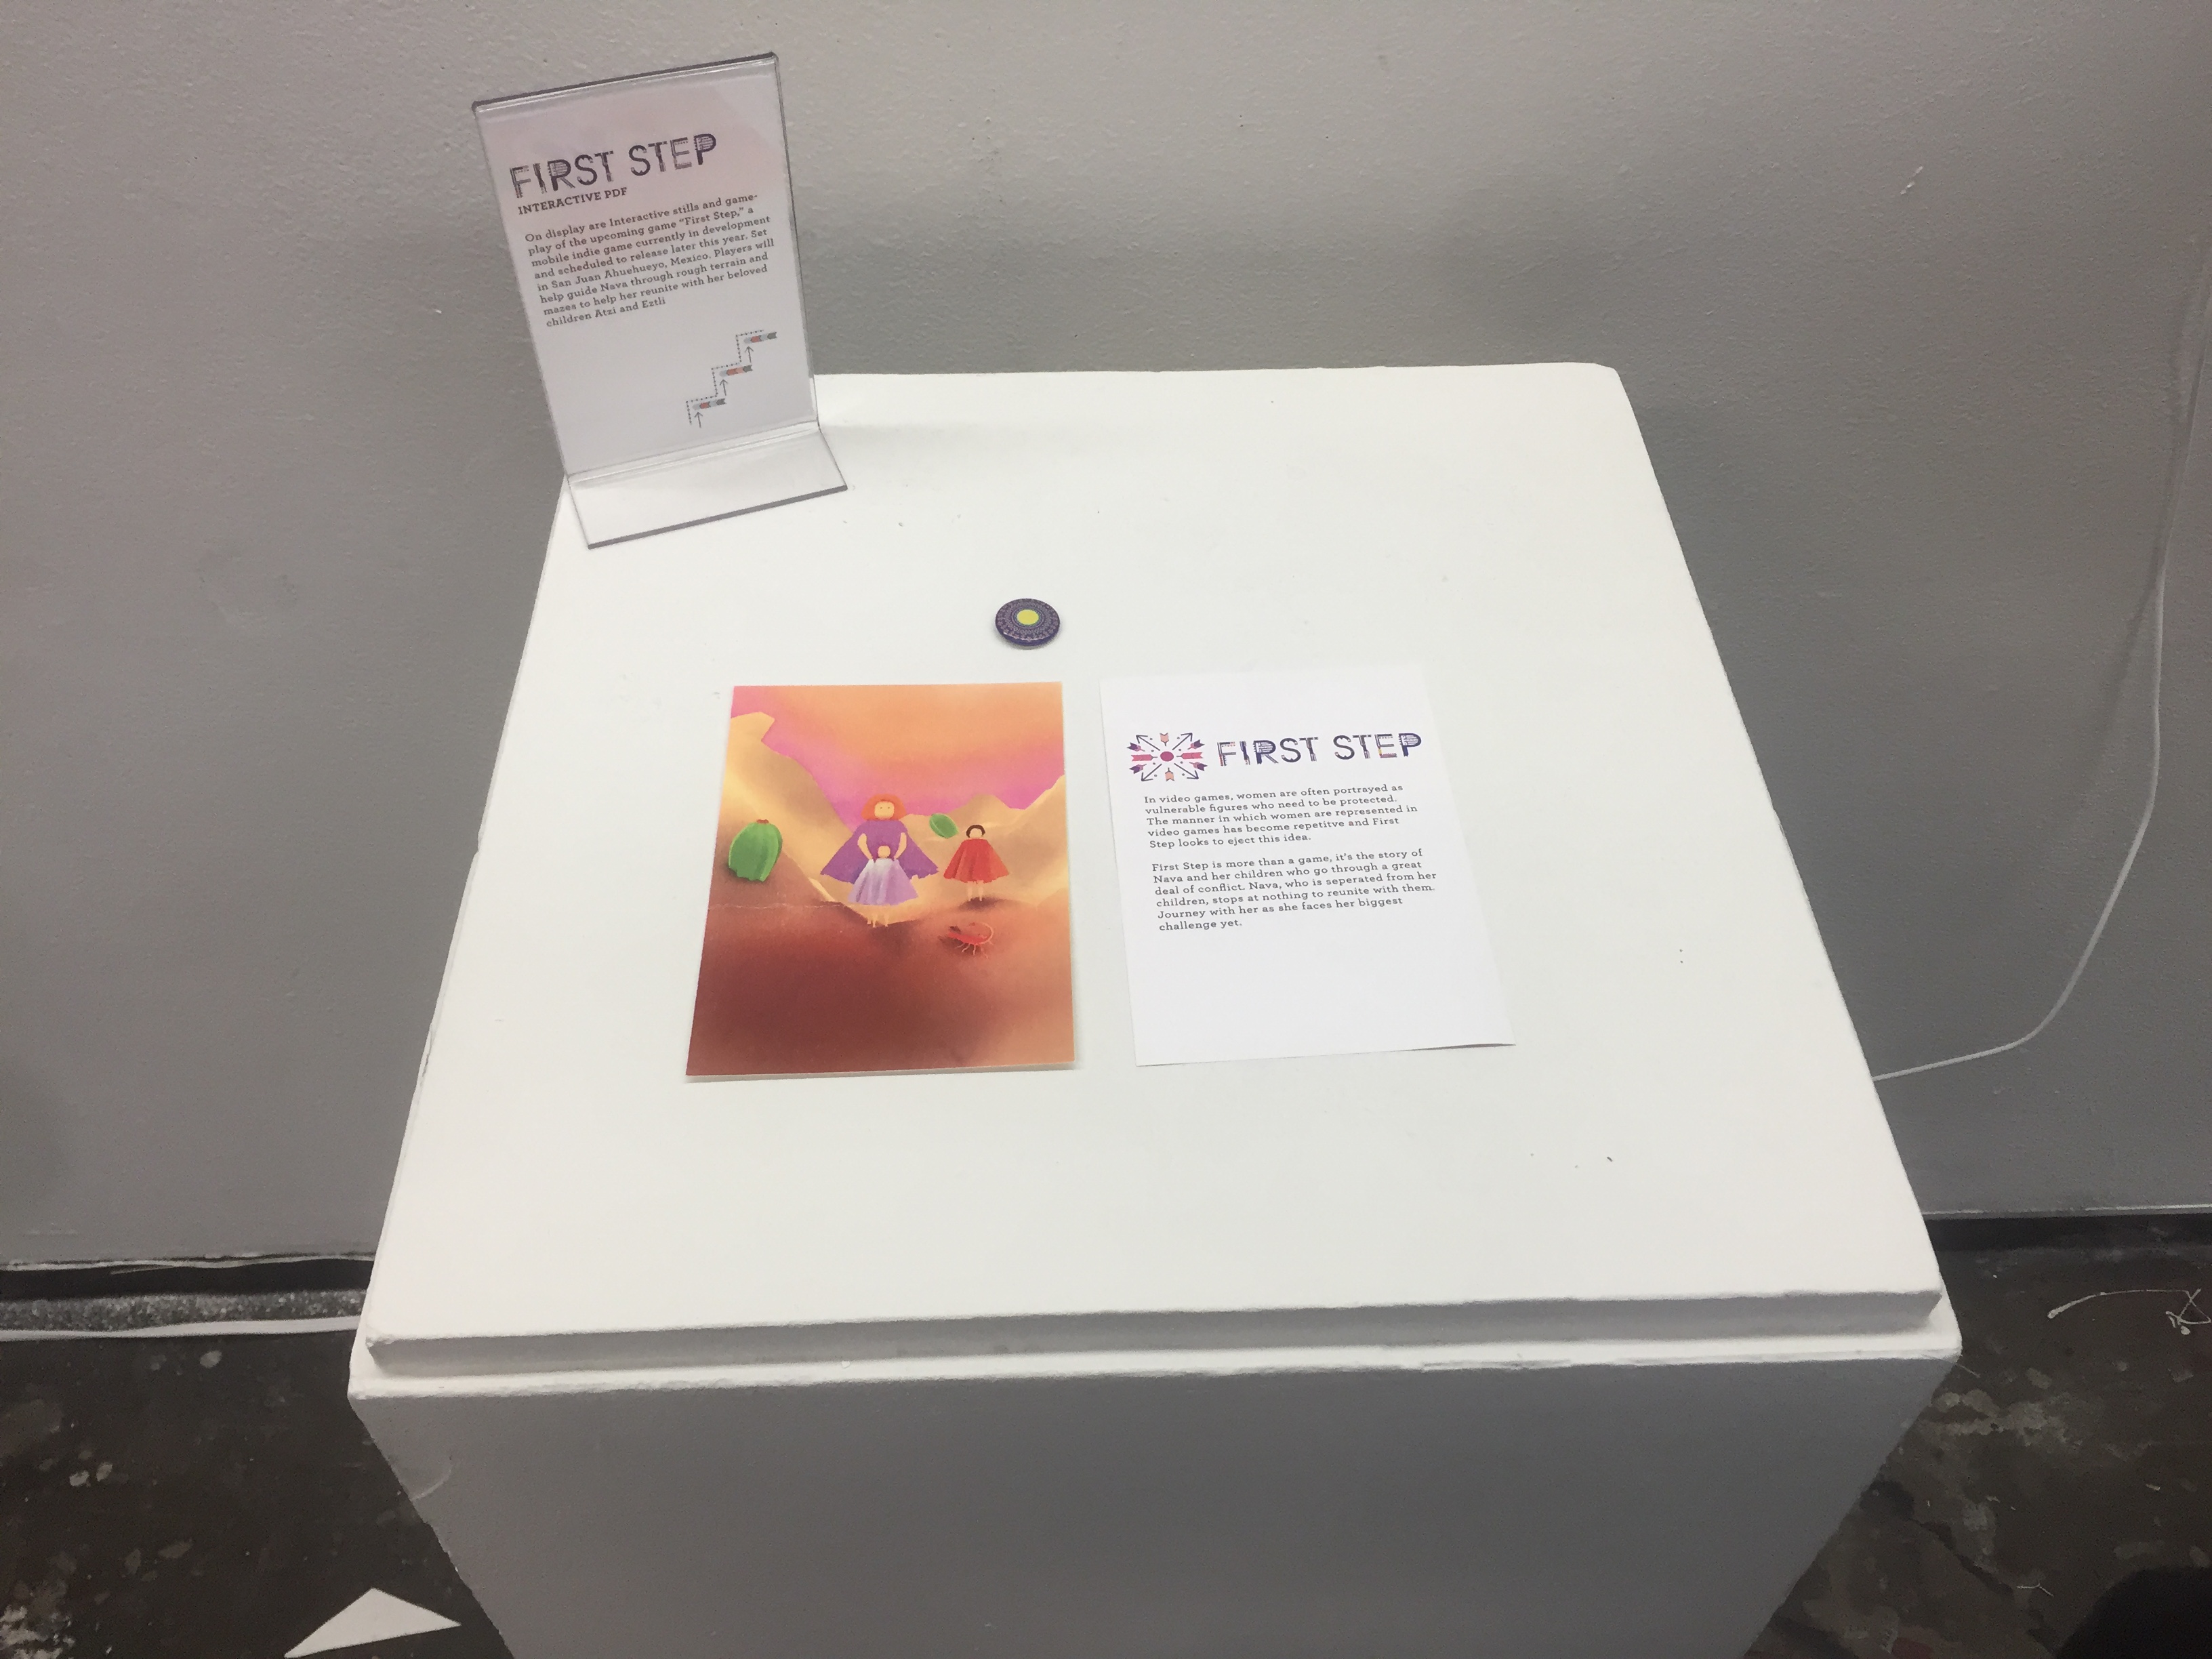 FIRST STEP
INTERACTIVE PDF
On display are Interactive stills and game-
play of the upcoming game “First Step,” a
mobile indie game currently in development
and scheduled to release later this year. Set
in San Juan Ahuehueyo, Mexico. Players will
help guide Nava through rough terrain and
mazes to help her reunite with her beloved
children Atzi and Eztli
FIRST STEP
In video games, women are often portrayed as
vulnerable figures who need to be protected.
The manner in which women are represented in
video games has become repetitve and First
Step looks to eject this idea.
First Step is more than a game, it's the story of
Nava and her children who go through a great
deal of conflict. Nava, who is seperated from her
children, stops at nothing to reunite with them.
Journey with her as she faces her biggest
challenge yet.